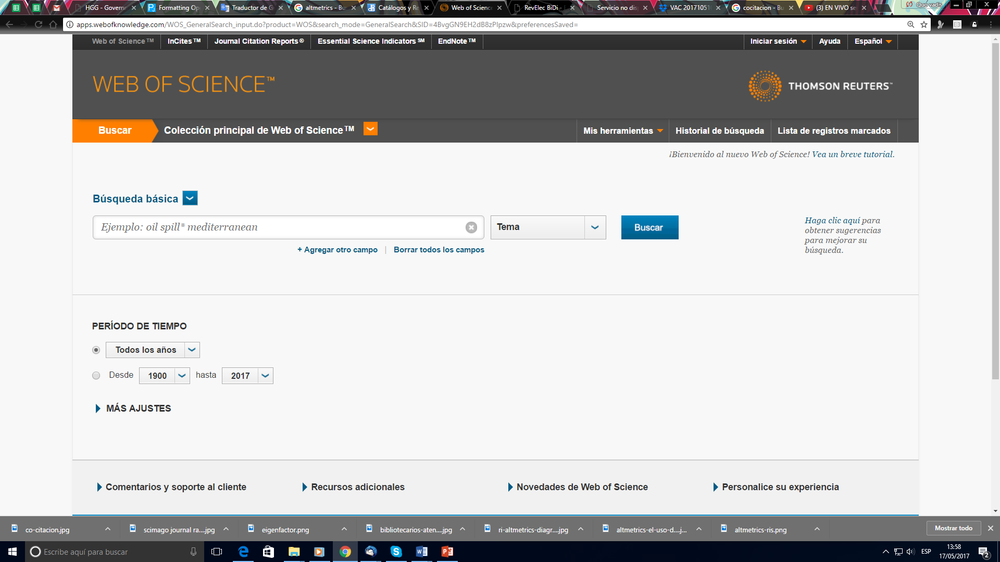 HGG - Governr
Formatting Op
Traductor de G
altmetrics - Bu
Catálogos y Re
Web of Science
RevElec BiDi - I
Servicio no dis
VAC 20171051
cocitacion - Bu
(3) EN VIVO se
Quo vadis
apps.webofknowledge.com/WOS_GeneralSearch_input.do?product=WOS&search_mode=GeneralSearch&SID=4BvgGN9EH2dB8zPIpzw&preferencesSaved=
Web of Science™ InCites™ Journal Citation Reports® Essential Science Indicators℠ EndNote™ Iniciar sesión Ayuda Español
WEB OF SCIENCE™
THOMSON REUTERS™
Buscar Colección principal de Web of Science™ Mis herramientas Historial de búsqueda Lista de registros marcados
¡Bienvenido al nuevo Web of Science! Vea un breve tutorial.
Búsqueda básica
Ejemplo: oil spill* mediterranean Tema Buscar
Haga clic aquí para
obtener sugerencias
para mejorar su
búsqueda.
+ Agregar otro campo | Borrar todos los campos
PERÍODO DE TIEMPO
Todos los años
Desde 1900 hasta 2017
MÁS AJUSTES
Comentarios y soporte al cliente Recursos adicionales Novedades de Web of Science Personalice su experiencia
co-citacion.jpg scimago journal ra....jpg eigenfactor.png bibliotecarios-aten....jpg ri-altmetrics-diagr....jpg altmetrics-el-uso-d....j... altmetrics-ris.png Mostrar todo
Escribe aquí para buscar
ESP
13:58
17/05/2017
2